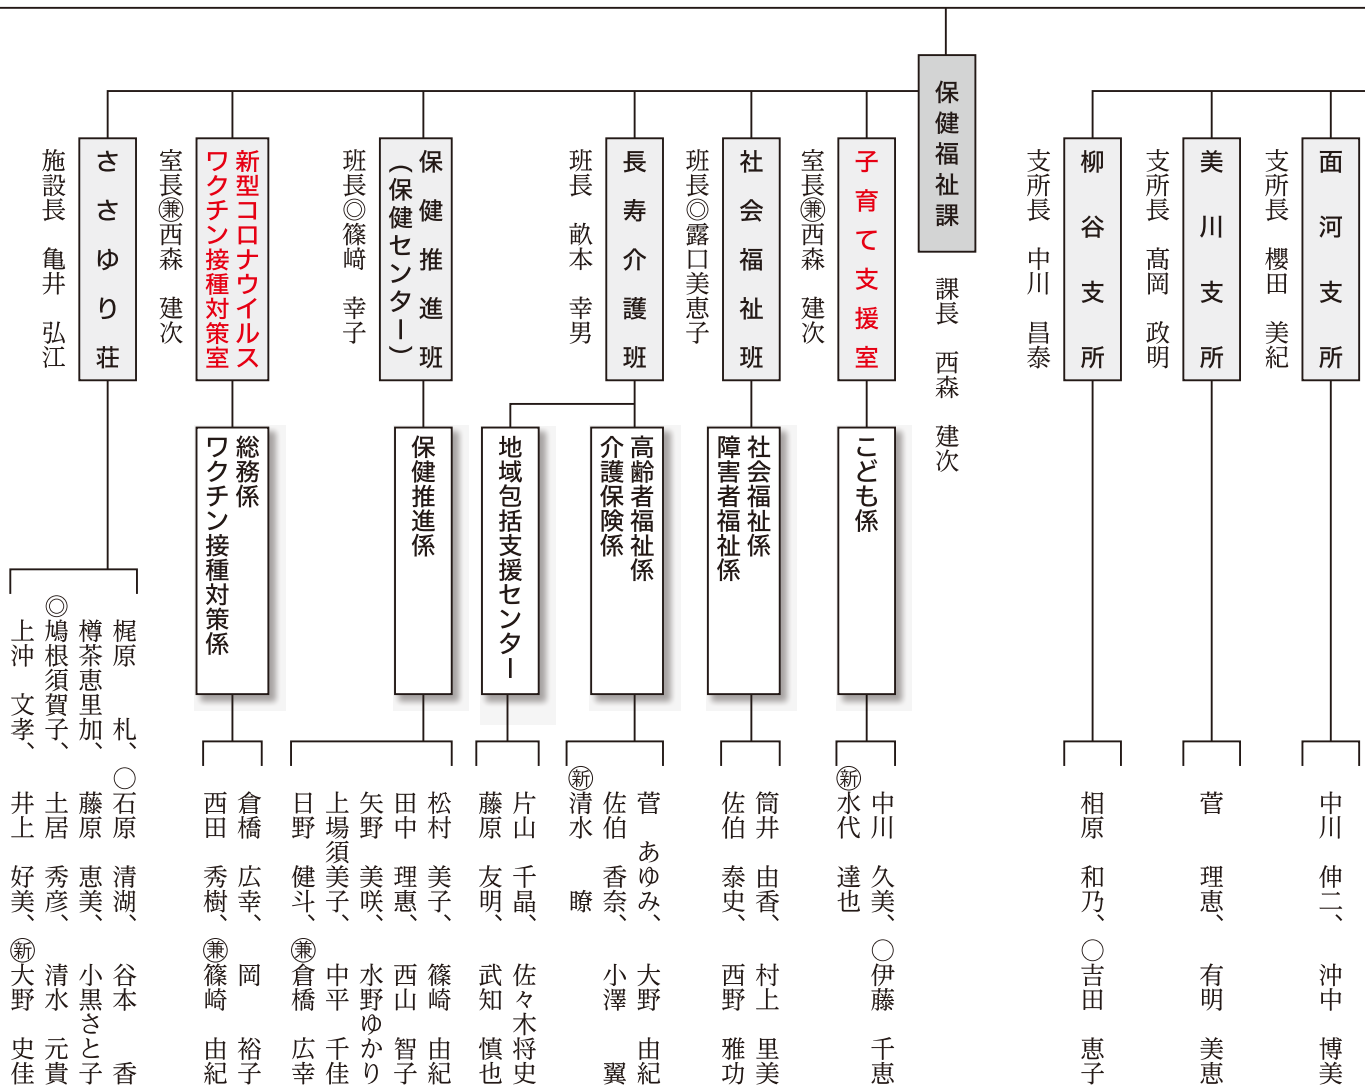 面河支所
支所長 櫻田 美紀
中川 伸二、 沖中 博美
美川支所
支所長 髙岡 政明
菅 理恵、 有明 美恵
柳谷支所
支所長 中川 昌泰
相原 和乃、 ○吉田 恵子
保健福祉課
課長 西森 建次
子育て支援室
室長㊒西森 建次
こども係
中川 久美、 ○伊藤 千恵
㊟水代 達也
社会福祉班
班長◎露口美恵子
社会福祉係
障害者福祉係
筒井 由香、 村上 里美
佐伯 泰史、 西野 雅功
長寿介護班
班長 畝本 幸男
高齢者福祉係
介護保険係
菅 あゆみ、 大野 由紀
佐伯 香奈、 小澤 翼
新清水 瞭
地域包括支援センター
片山 千晶、 佐々木将史
藤原 友明、 武知 慎也
保健推進班
(保健センター)
班長◎篠﨑 幸子
保健推進係
松村 美子、 篠崎 由紀
田中 理恵、 西山 智子
矢野 美咲、 水野ゆかり
上場須美子、 中平 千佳
日野 健斗、 兼倉橋 広幸
新型コロナウイルス
ワクチン接種対策室
室長兼西森 建次
総務係
ワクチン接種対策係
倉橋 広幸、 岡 裕子
西田 秀樹、 兼篠崎 由紀
ささゆり荘
施設長 亀井 弘江
梶原 札、 ○石原 清湖、 谷本 香
樽茶恵里加、 藤原 恵美、 小黒さと子
◎鳩根須賀子、 土居 秀彦、 清水 元貴
上沖 文孝、 井上 好美、 新大野 史佳